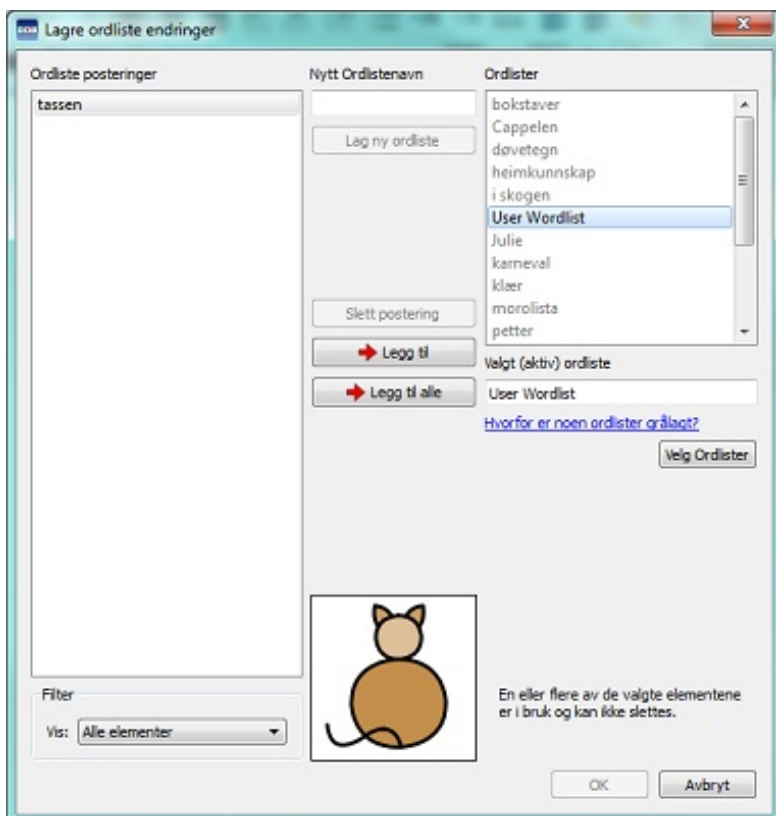 Lagre ordliste endringer
Ordliste posteringer
tassen
Nytt Ordlistenavn
Lag ny ordliste
Slett postering
Legg til
Legg til alle
Ordlister
bokstaver
Cappelen
døvetegn
heimkunnskap
i skogen
User Wordlist
Julie
karneval
klær
morolista
petter
Valgt (aktiv) ordliste
User Wordlist
Hvorfor er noen ordlister grålagt?
Velg Ordlister
Filter
Vis: Alle elementer
En eller flere av de valgte elementene
er i bruk og kan ikke slettes.
OK
Avbryt